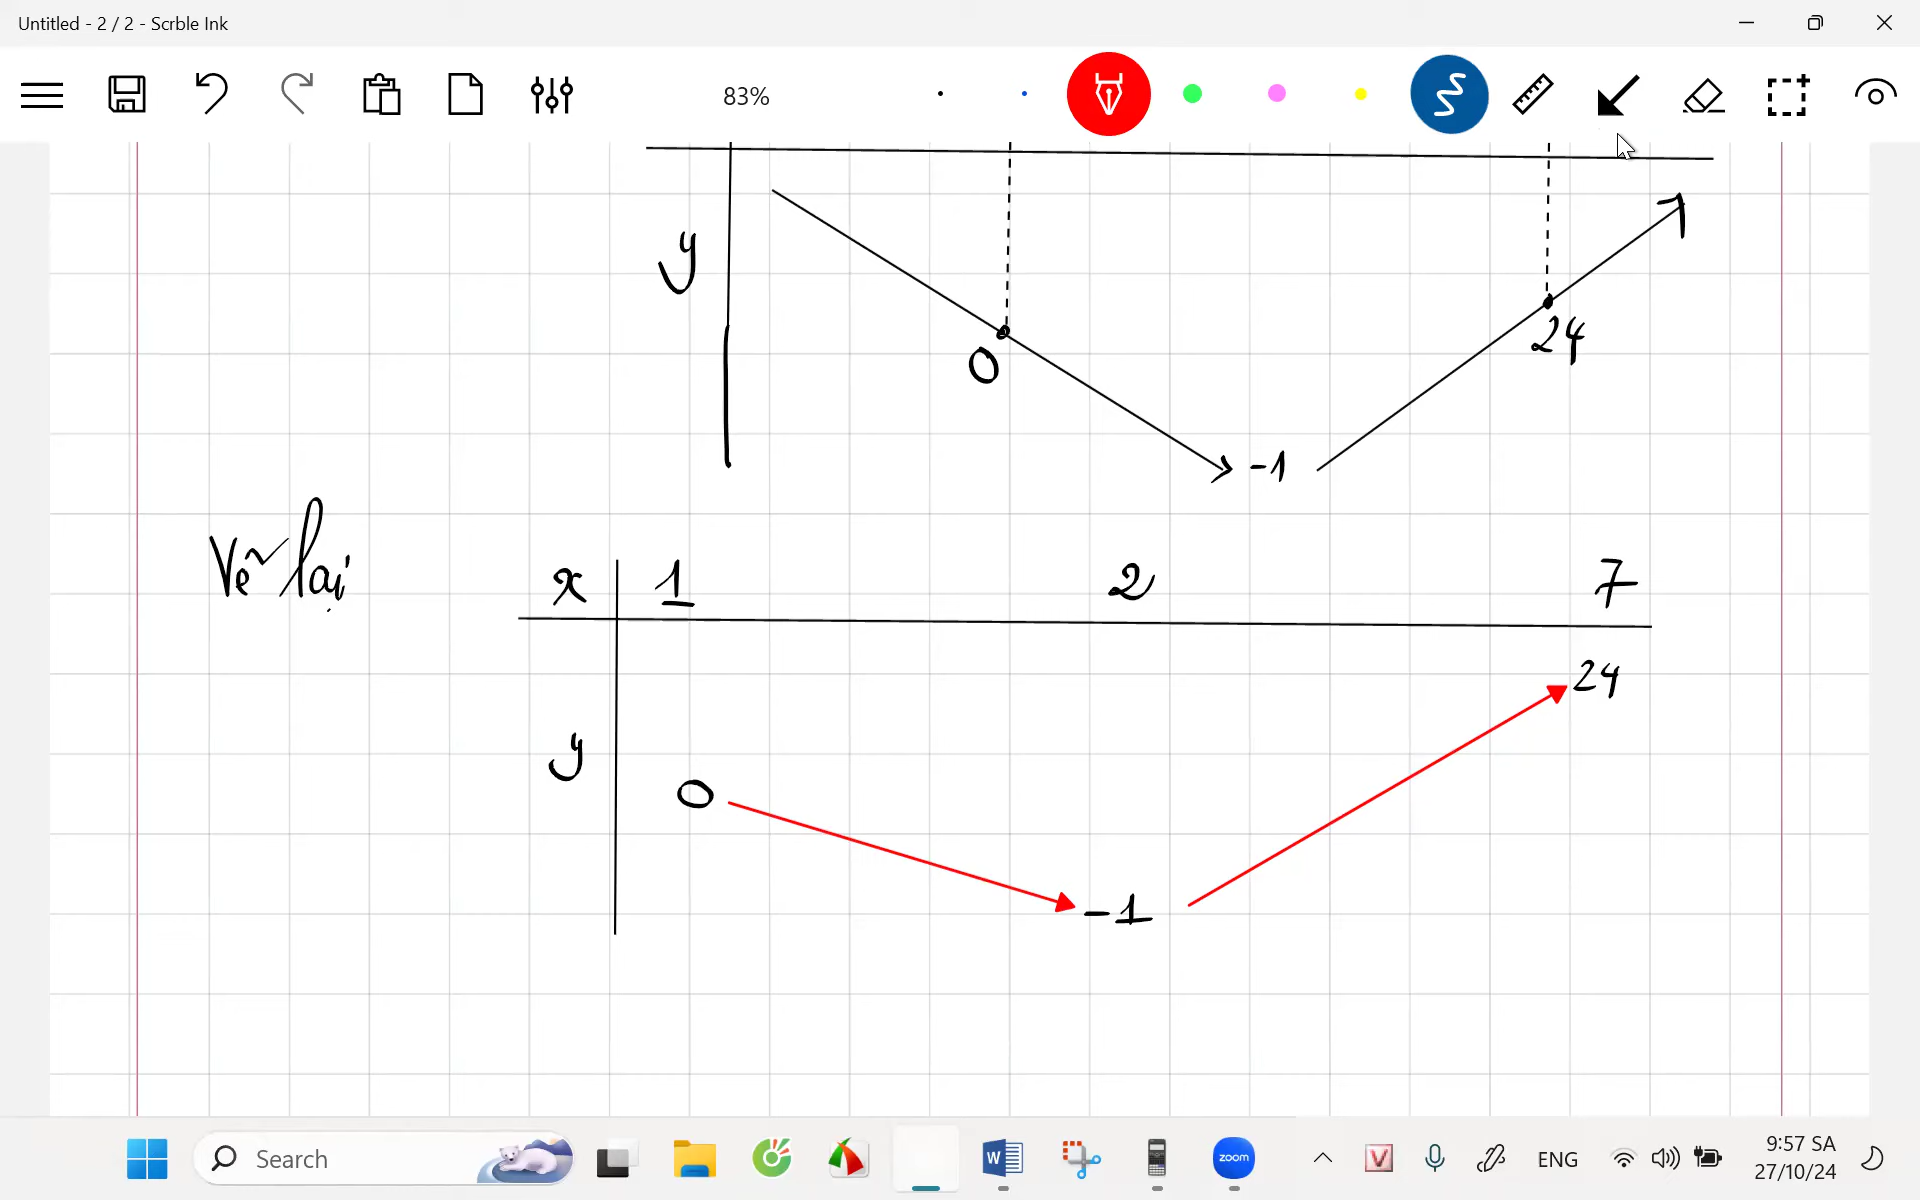 Untitled - 2 / 2 - Scrble Ink
83%
y
0
24
-1
Vẽ lại
x 1 2 7
24
y
0
-1
Search
W
zoom
V
ENG
9:57 SA
27/10/24